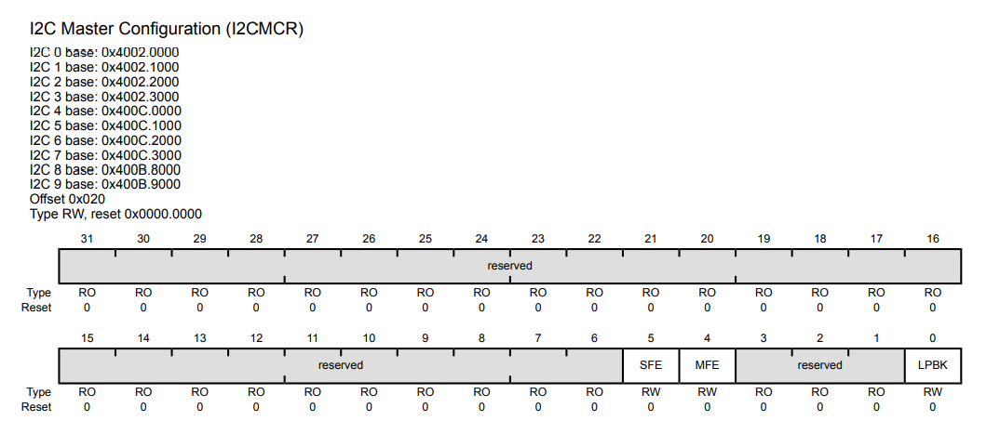 I2C Master Configuration (I2CMCR)
I2C 0 base: 0x4002.0000
I2C 1 base: 0x4002.1000
I2C 2 base: 0x4002.2000
I2C 3 base: 0x4002.3000
I2C 4 base: 0x400C.0000
I2C 5 base: 0x400C.1000
I2C 6 base: 0x400C.2000
I2C 7 base: 0x400C.3000
I2C 8 base: 0x400B.8000
I2C 9 base: 0x400B.9000
Offset 0x020
Type RW, reset 0x0000.0000
31 30 29 28 27 26 25 24 23 22 21 20 19 18 17 16
reserved
Type RO RO RO RO RO RO RO RO RO RO RO RO RO RO RO RO
Reset 0 0 0 0 0 0 0 0 0 0 0 0 0 0 0 0
15 14 13 12 11 10 9 8 7 6 5 4 3 2 1 0
reserved SFE MFE reserved LPBK
Type RO RO RO RO RO RO RO RO RO RO RW RW RO RO RO RW
Reset 0 0 0 0 0 0 0 0 0 0 0 0 0 0 0 0